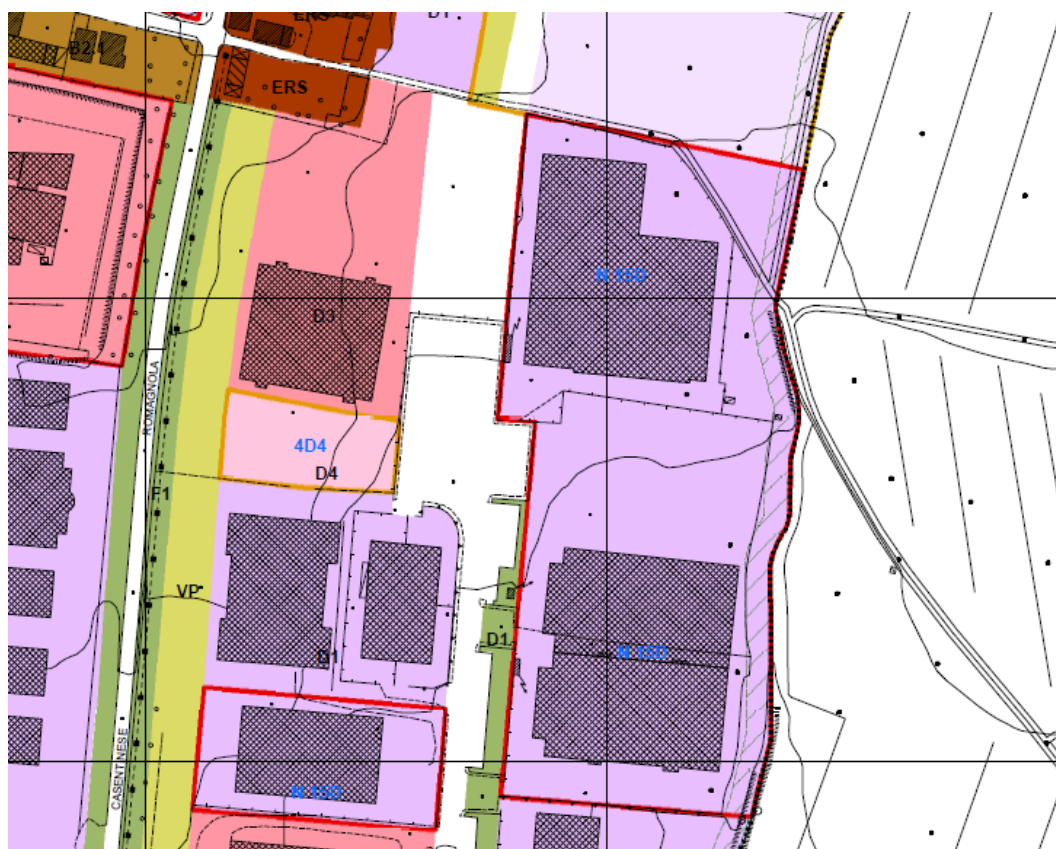 ERS
D1
B2.1
ERS
N 15D
D3
ROMAGNOLA
4D4
D4
F1
VP
D1
N 15D
D1
N 15D
CASENTINESE